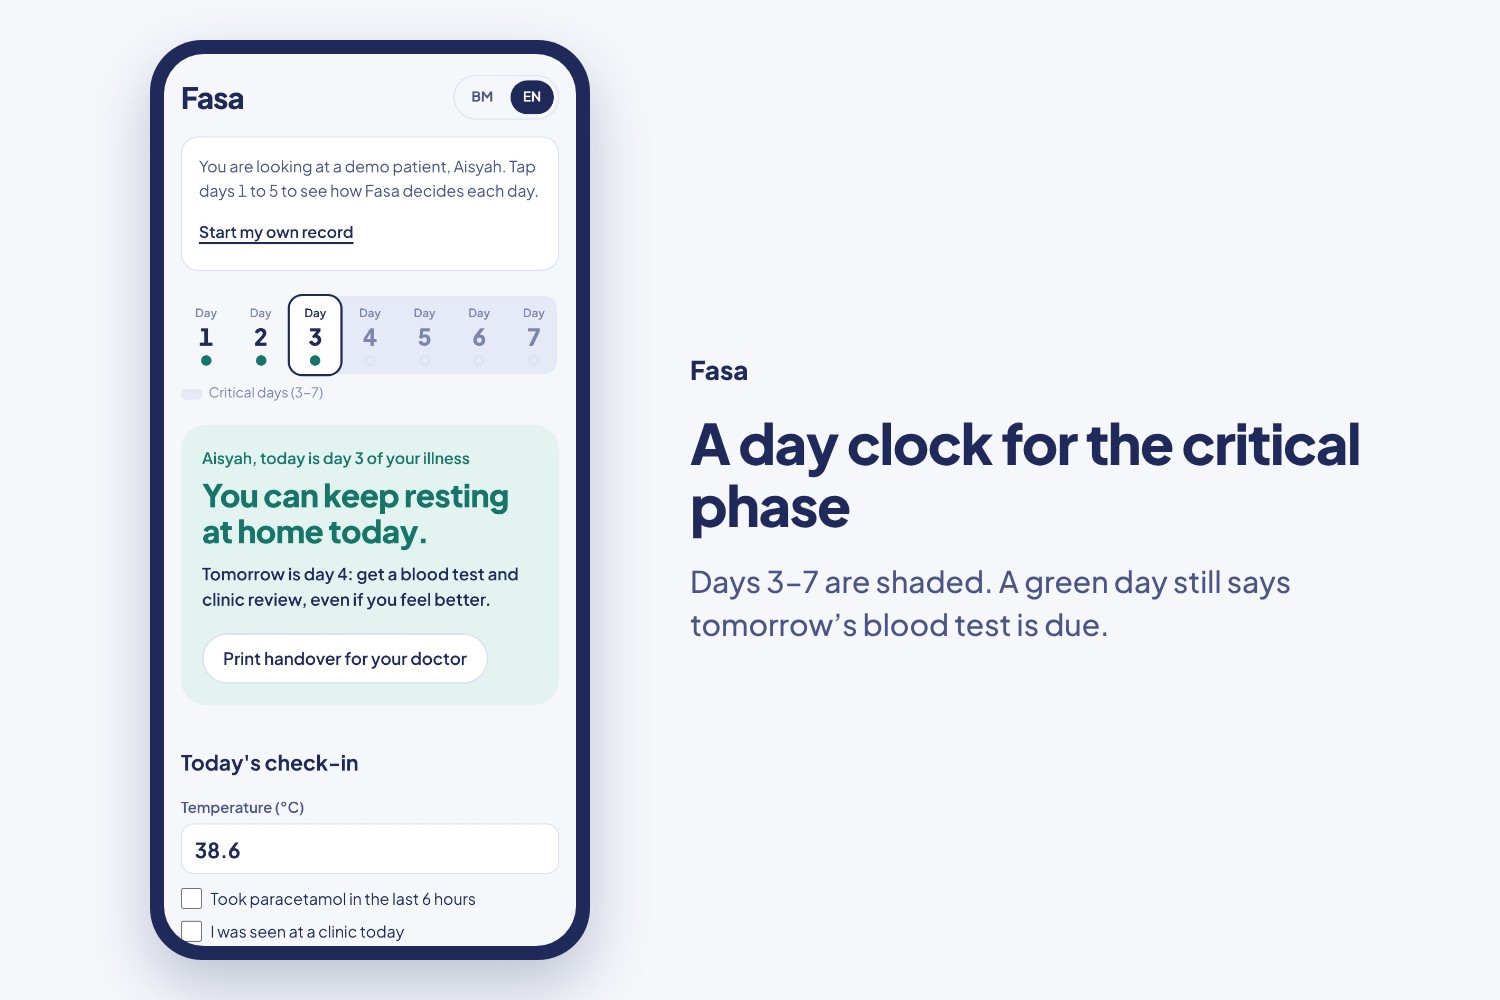 Fasa
BM EN
You are looking at a demo patient, Aisyah. Tap
days 1 to 5 to see how Fasa decides each day.
Start my own record
Day Day Day Day Day Day Day
1 2 3 4 5 6 7
Critical days (3–7)
Aisyah, today is day 3 of your illness
You can keep resting
at home today.
Tomorrow is day 4: get a blood test and
clinic review, even if you feel better.
Print handover for your doctor
Today's check-in
Temperature (°C)
38.6
Took paracetamol in the last 6 hours
I was seen at a clinic today
Fasa
A day clock for the critical
phase
Days 3–7 are shaded. A green day still says
tomorrow’s blood test is due.